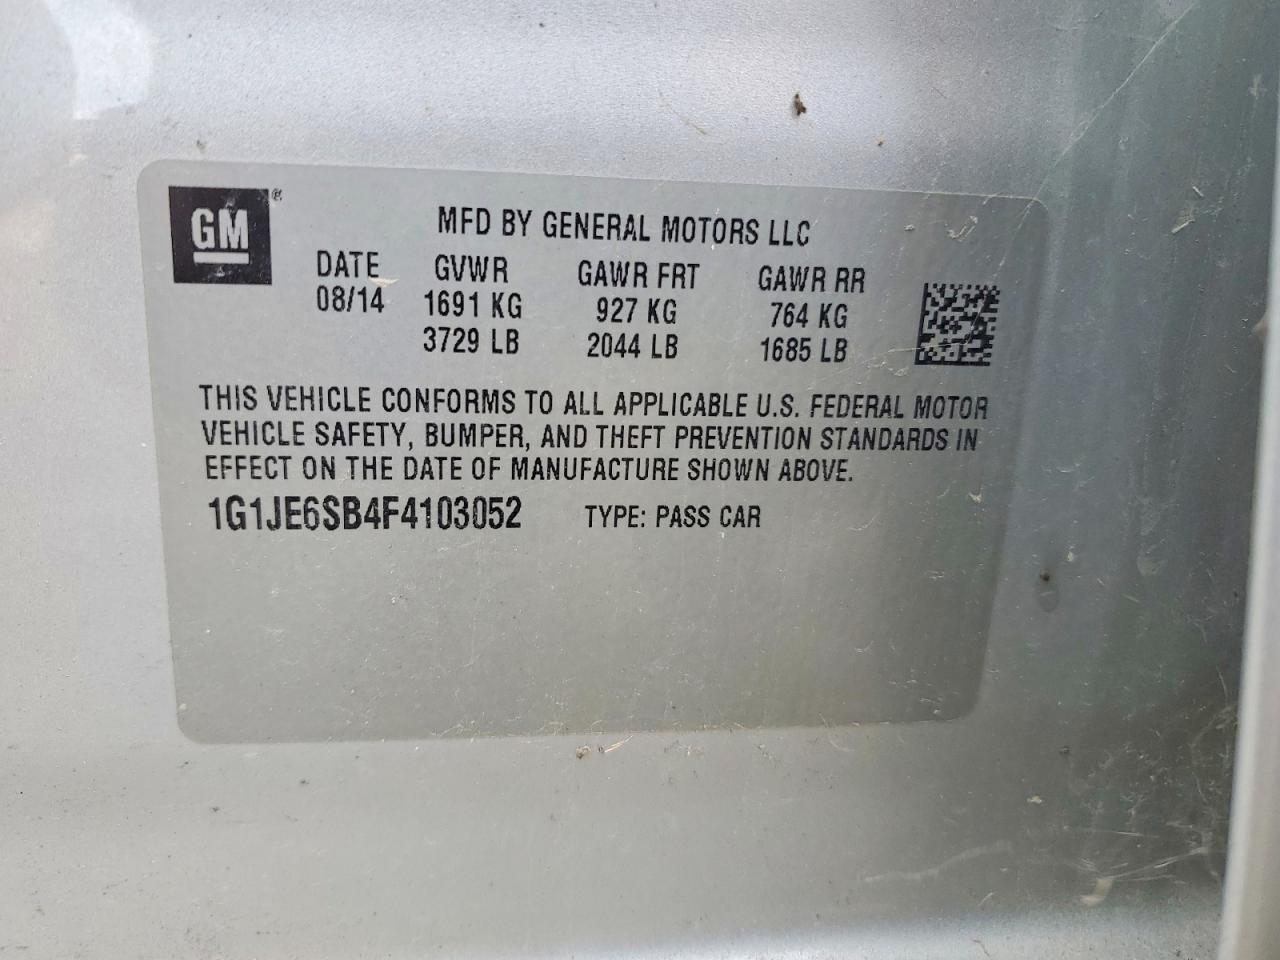 GM ®
MFD BY GENERAL MOTORS LLC
DATE GVWR GAWR FRT GAWR RR
08/14 1691 KG 927 KG 764 KG
3729 LB 2044 LB 1685 LB
THIS VEHICLE CONFORMS TO ALL APPLICABLE U.S. FEDERAL MOTOR
VEHICLE SAFETY, BUMPER, AND THEFT PREVENTION STANDARDS IN
EFFECT ON THE DATE OF MANUFACTURE SHOWN ABOVE.
1G1JE6SB4F4103052 TYPE: PASS CAR